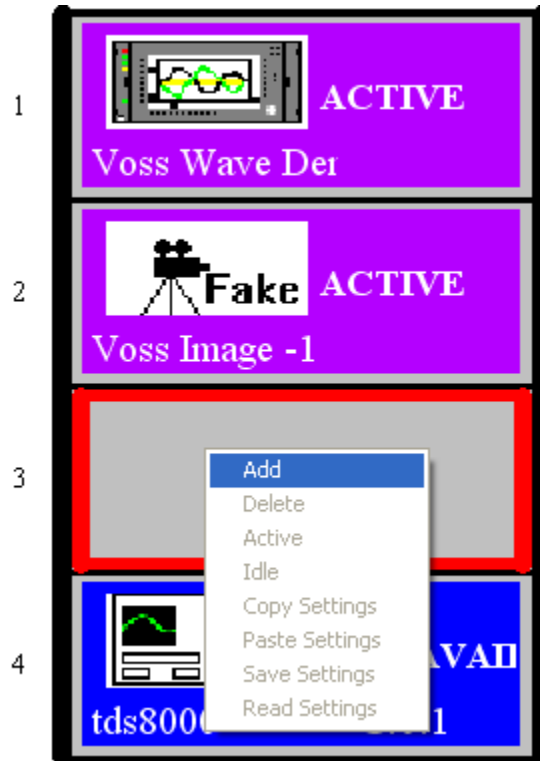 1
ACTIVE
Voss Wave Der
2
Fake
ACTIVE
Voss Image -1
3
Add
Delete
Active
Idle
Copy Settings
Paste Settings
Save Settings
Read Settings
4
tds800